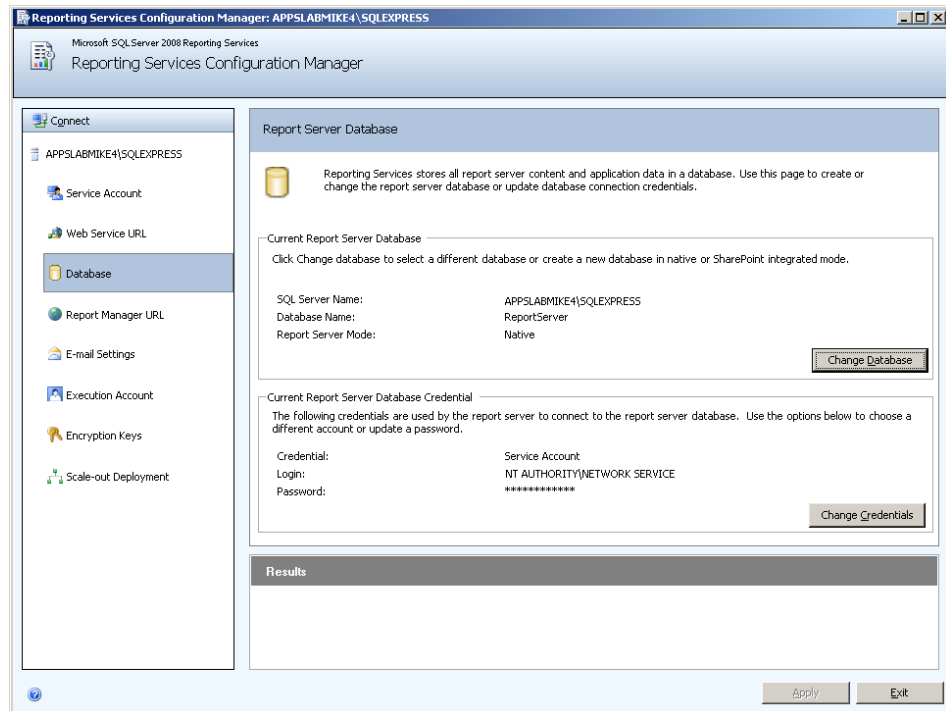 Reporting Services Configuration Manager: APPSLABMIKE4\SQLEXPRESS
Microsoft SQL Server 2008 Reporting Services
Reporting Services Configuration Manager
Connect
APPSLABMIKE4\SQLEXPRESS
Service Account
Web Service URL
Database
Report Manager URL
E-mail Settings
Execution Account
Encryption Keys
Scale-out Deployment
Report Server Database
Reporting Services stores all report server content and application data in a database. Use this page to create or
change the report server database or update database connection credentials.
Current Report Server Database
Click Change database to select a different database or create a new database in native or SharePoint integrated mode.
SQL Server Name: APPSLABMIKE4\SQLEXPRESS
Database Name: ReportServer
Report Server Mode: Native
Change Database
Current Report Server Database Credential
The following credentials are used by the report server to connect to the report server database. Use the options below to choose a
different account or update a password.
Credential: Service Account
Login: NT AUTHORITY\NETWORK SERVICE
Password: ************
Change Credentials
Results
Apply
Exit